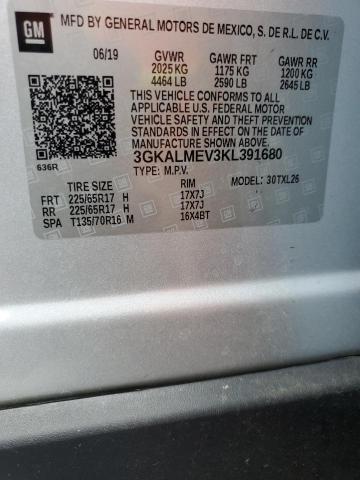 GM MFD BY GENERAL MOTORS DE MEXICO, S. DE R.L. DE C.V.
06/19 GVWR GAWR FRT GAWR RR
2025 KG 1175 KG 1200 KG
4464 LB 2590 LB 2645 LB
THIS VEHICLE CONFORMS TO ALL
APPLICABLE U.S. FEDERAL MOTOR
VEHICLE SAFETY AND THEFT PREVENTION
STANDARDS IN EFFECT ON THE DATE OF
MANUFACTURE SHOWN ABOVE.
636R 3GKALMEV3KL391680
TYPE: M.P.V. MODEL: 30TXL26
TIRE SIZE RIM
FRT 225/65R17 H 17X7J
RR 225/65R17 H 17X7J
SPA T135/70R16 M 16X4BT